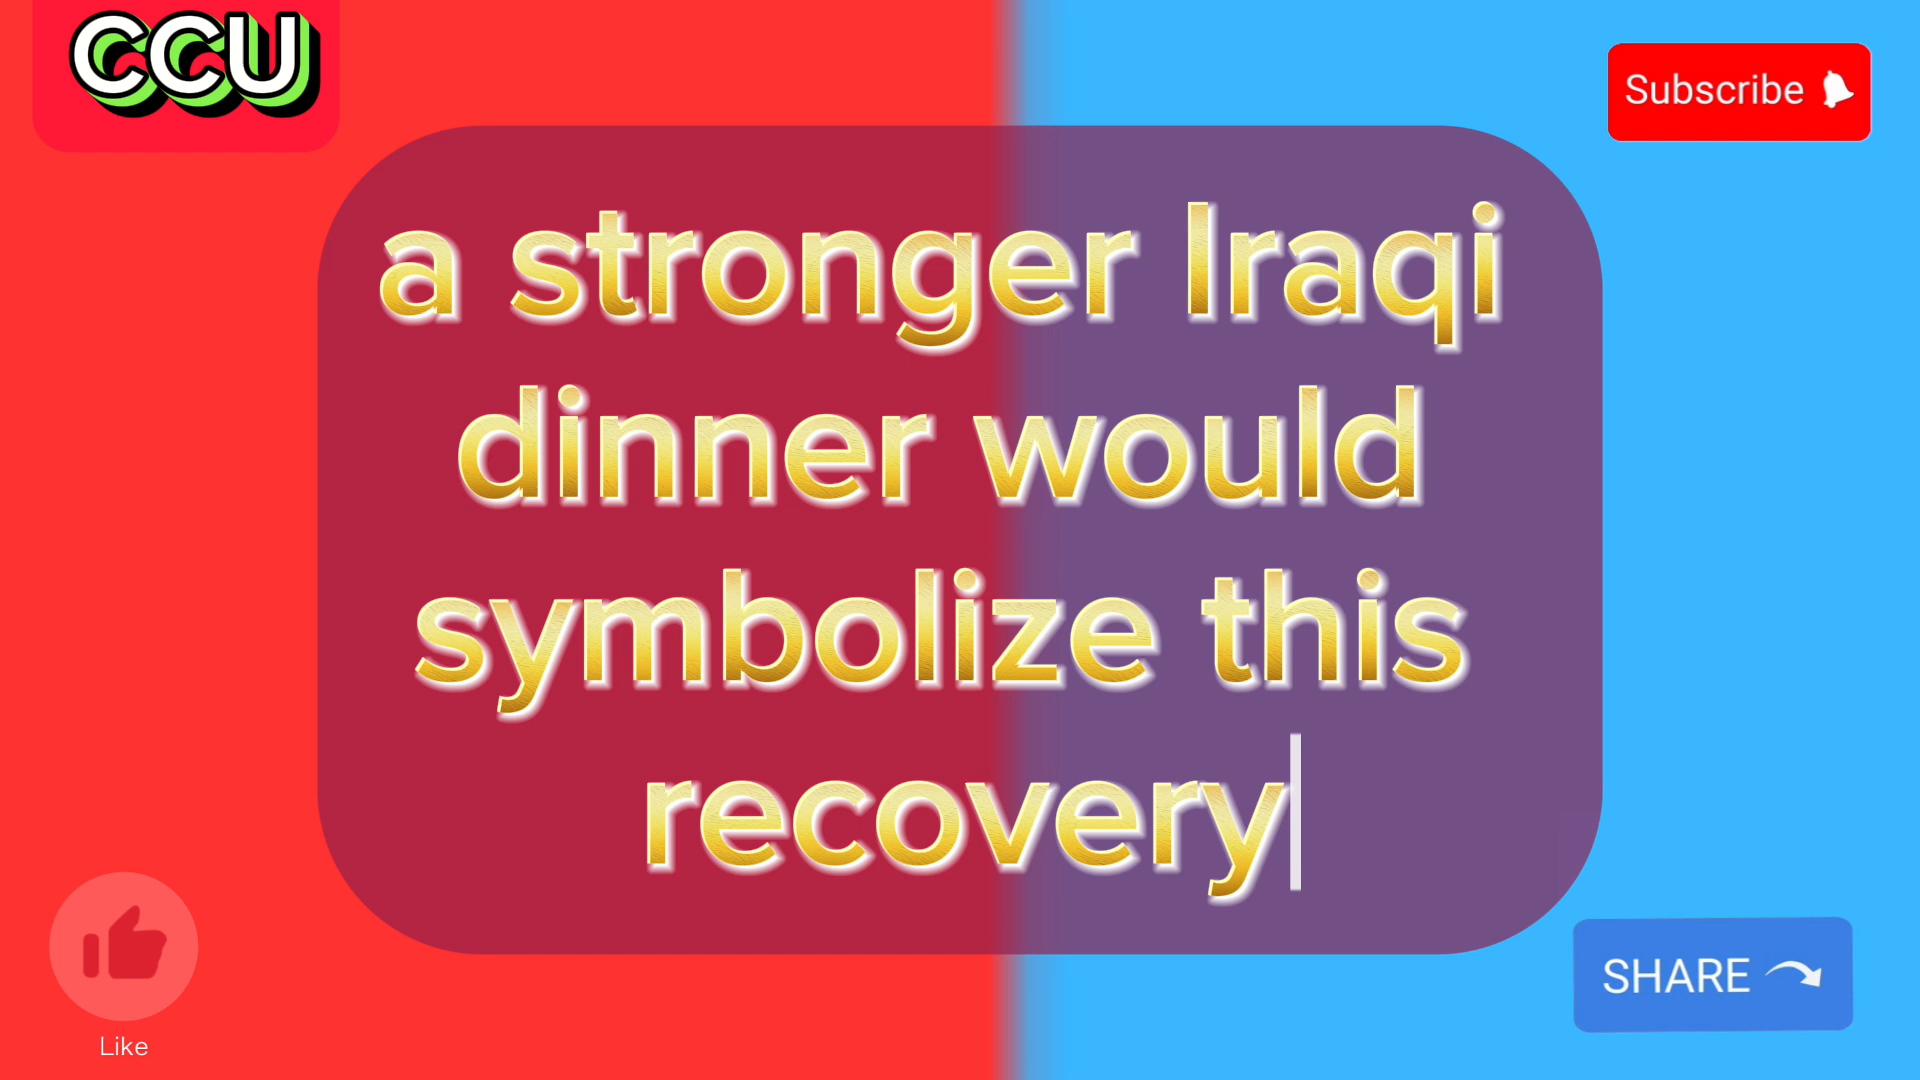 CCU
Subscribe
a stronger Iraqi
dinner would
symbolize this
recovery
SHARE
Like